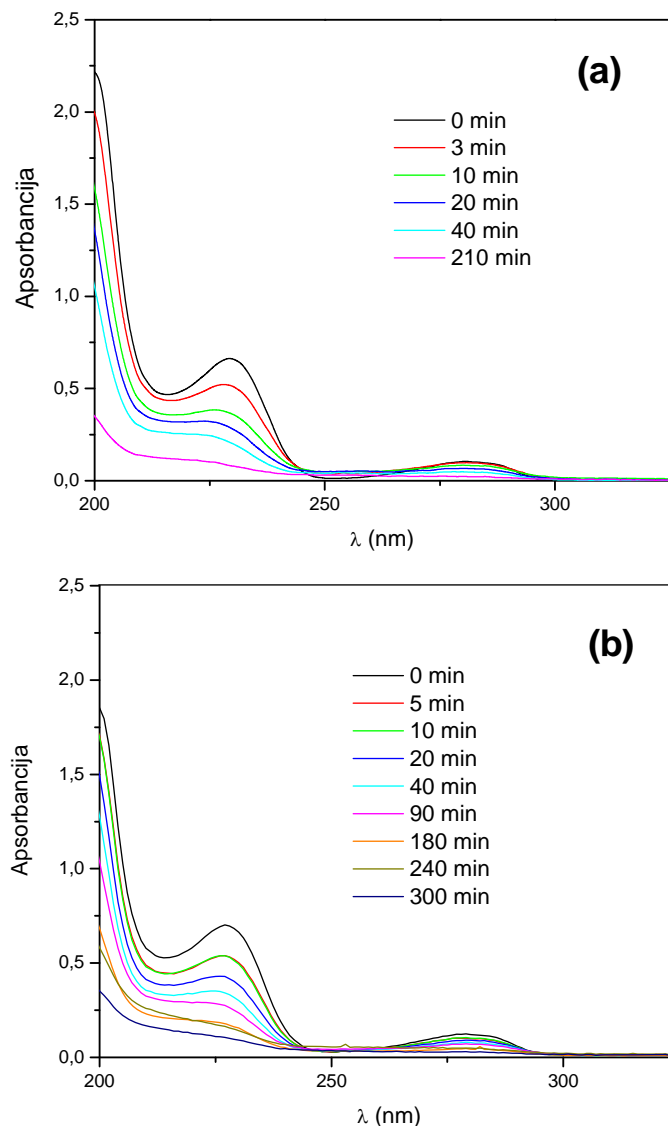 (a)
2,5
2,0
1,5
1,0
0,5
0,0
Apsorbancija
0 min
3 min
10 min
20 min
40 min
210 min
200
250
300
λ (nm)
(b)
2,5
2,0
1,5
1,0
0,5
0,0
Apsorbancija
0 min
5 min
10 min
20 min
40 min
90 min
180 min
240 min
300 min
200
250
300
λ (nm)